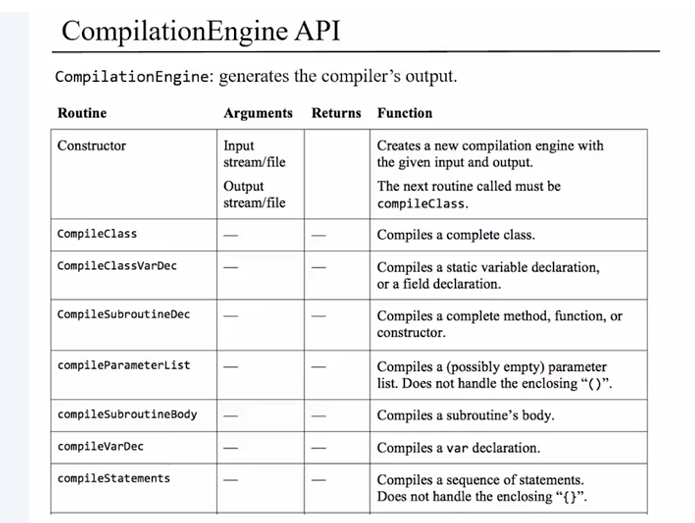 CompilationEngine API
CompilationEngine: generates the compiler's output.
Routine Arguments Returns Function
Constructor Input stream/file Creates a new compilation engine with
the given input and output.
Output stream/file The next routine called must be
compileClass.
CompileClass — — Compiles a complete class.
CompileClassVarDec — — Compiles a static variable declaration,
or a field declaration.
CompileSubroutineDec — — Compiles a complete method, function, or
constructor.
compileParameterList — — Compiles a (possibly empty) parameter
list. Does not handle the enclosing "()".
compileSubroutineBody — — Compiles a subroutine's body.
compileVarDec — — Compiles a var declaration.
compileStatements — — Compiles a sequence of statements.
Does not handle the enclosing "{}".